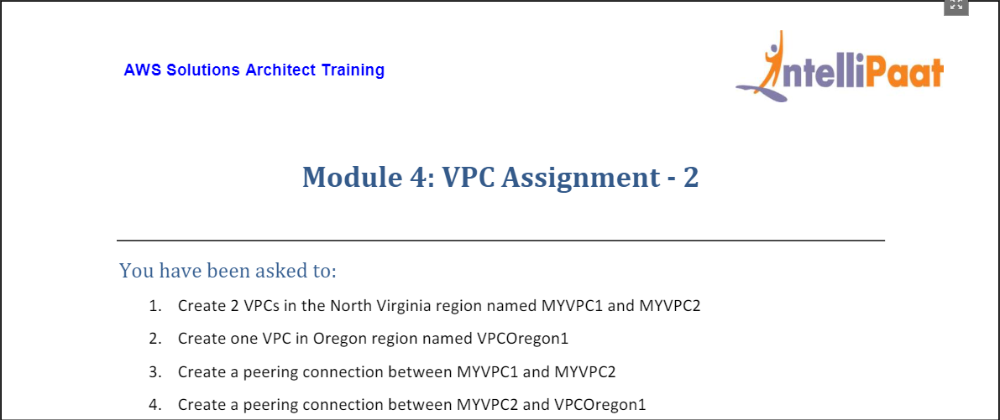 AWS Solutions Architect Training
IntelliPaat
Module 4: VPC Assignment - 2
You have been asked to:
1. Create 2 VPCs in the North Virginia region named MYVPC1 and MYVPC2
2. Create one VPC in Oregon region named VPCOregon1
3. Create a peering connection between MYVPC1 and MYVPC2
4. Create a peering connection between MYVPC2 and VPCOregon1